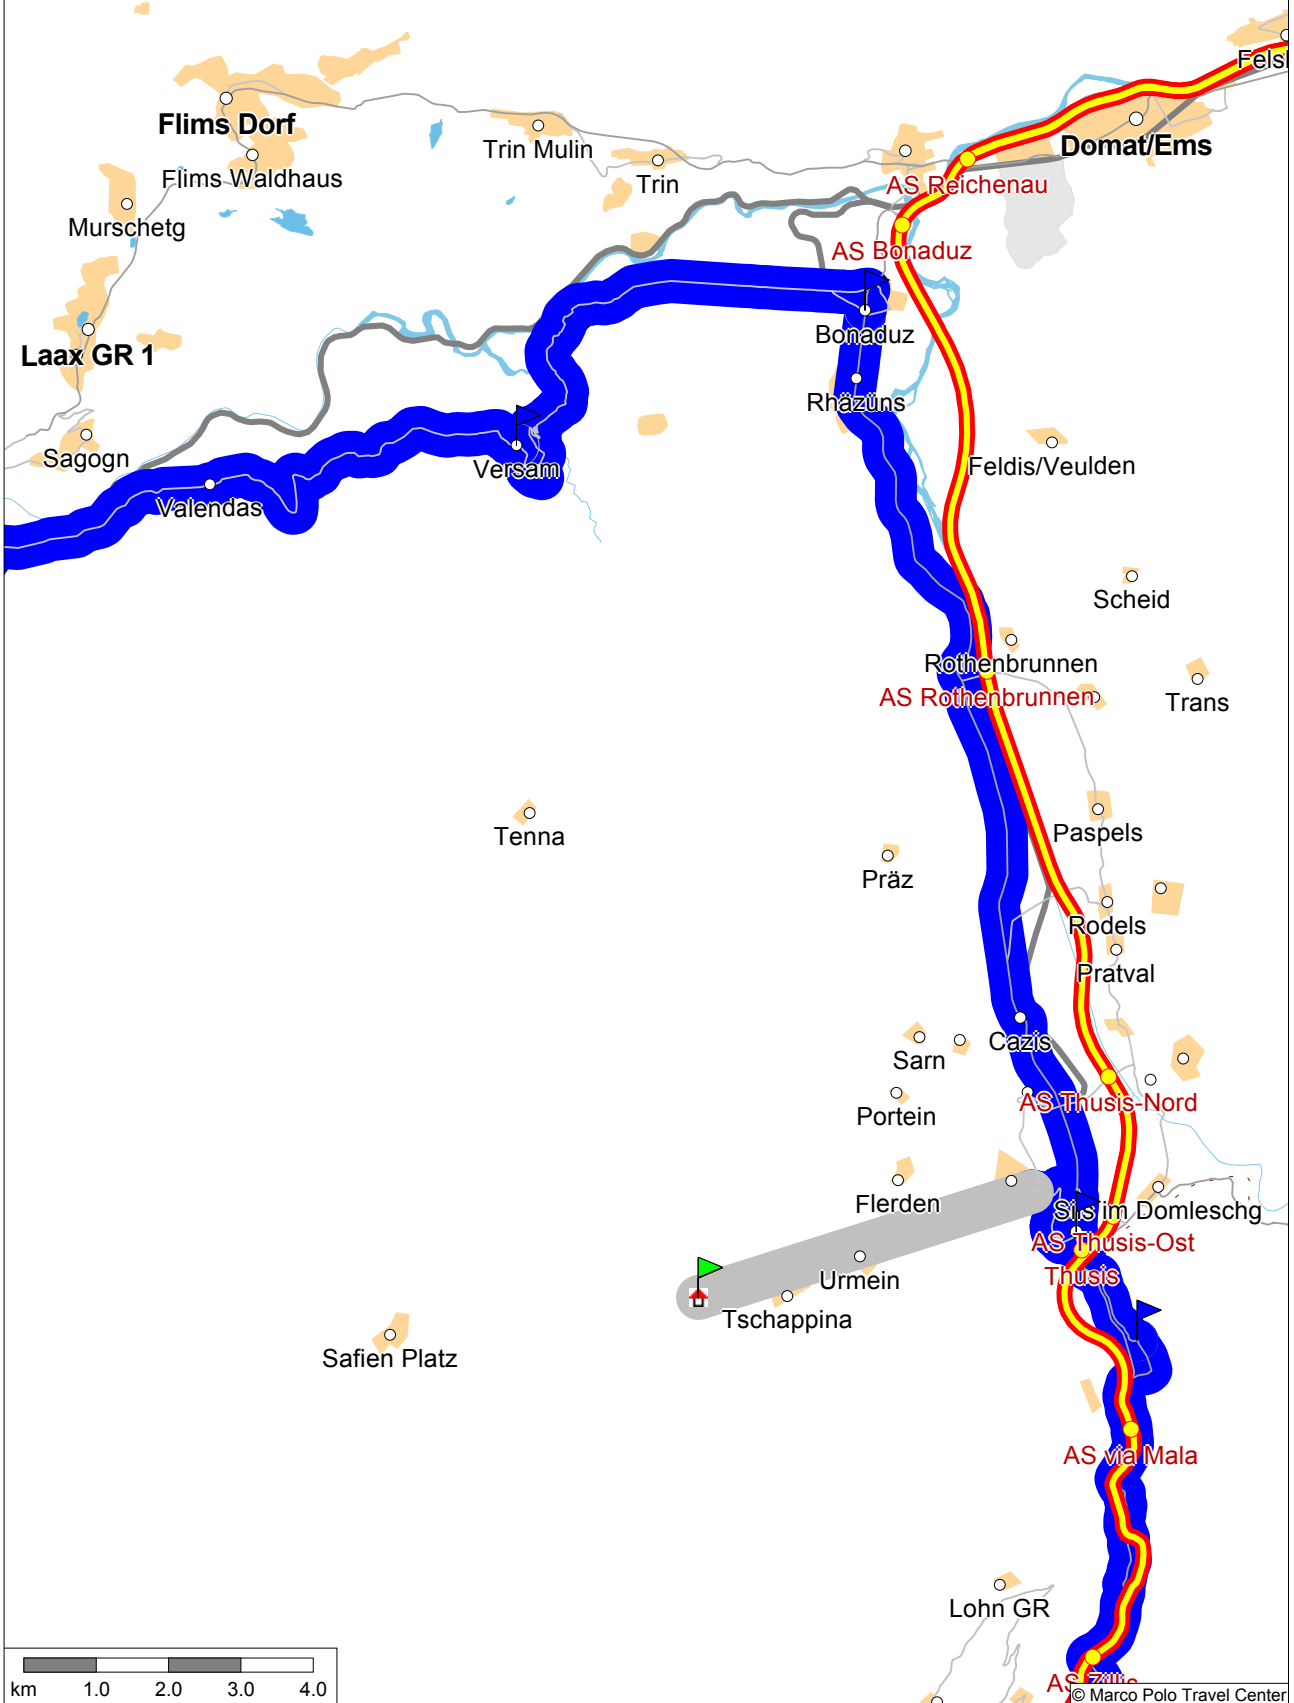 Felsb
Flims Dorf
Domat/Ems
Trin Mulin
Flims Waldhaus
Trin
AS Reichenau
Murschetg
AS Bonaduz
Bonaduz
Laax GR 1
Rhäzüns
Sagogn
Versam
Feldis/Veulden
Valendas
Scheid
Rothenbrunnen
AS Rothenbrunnen
Trans
Tenna
Paspels
Präz
Rodels
Pratval
Cazis
Sarn
AS Thusis-Nord
Portein
Flerden
Sils im Domleschg
AS Thusis-Ost
Thusis
Urmein
Tschappina
Safien Platz
AS via Mala
Lohn GR
AS Zillis
km 1.0 2.0 3.0 4.0
© Marco Polo Travel Center